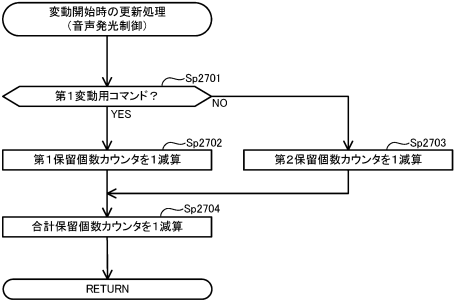 変動開始時の更新処理
(音声発光制御)
Sp2701
第1変動用コマンド?
NO
YES
Sp2702
第1保留個数カウンタを1減算
Sp2703
第2保留個数カウンタを1減算
Sp2704
合計保留個数カウンタを1減算
RETURN